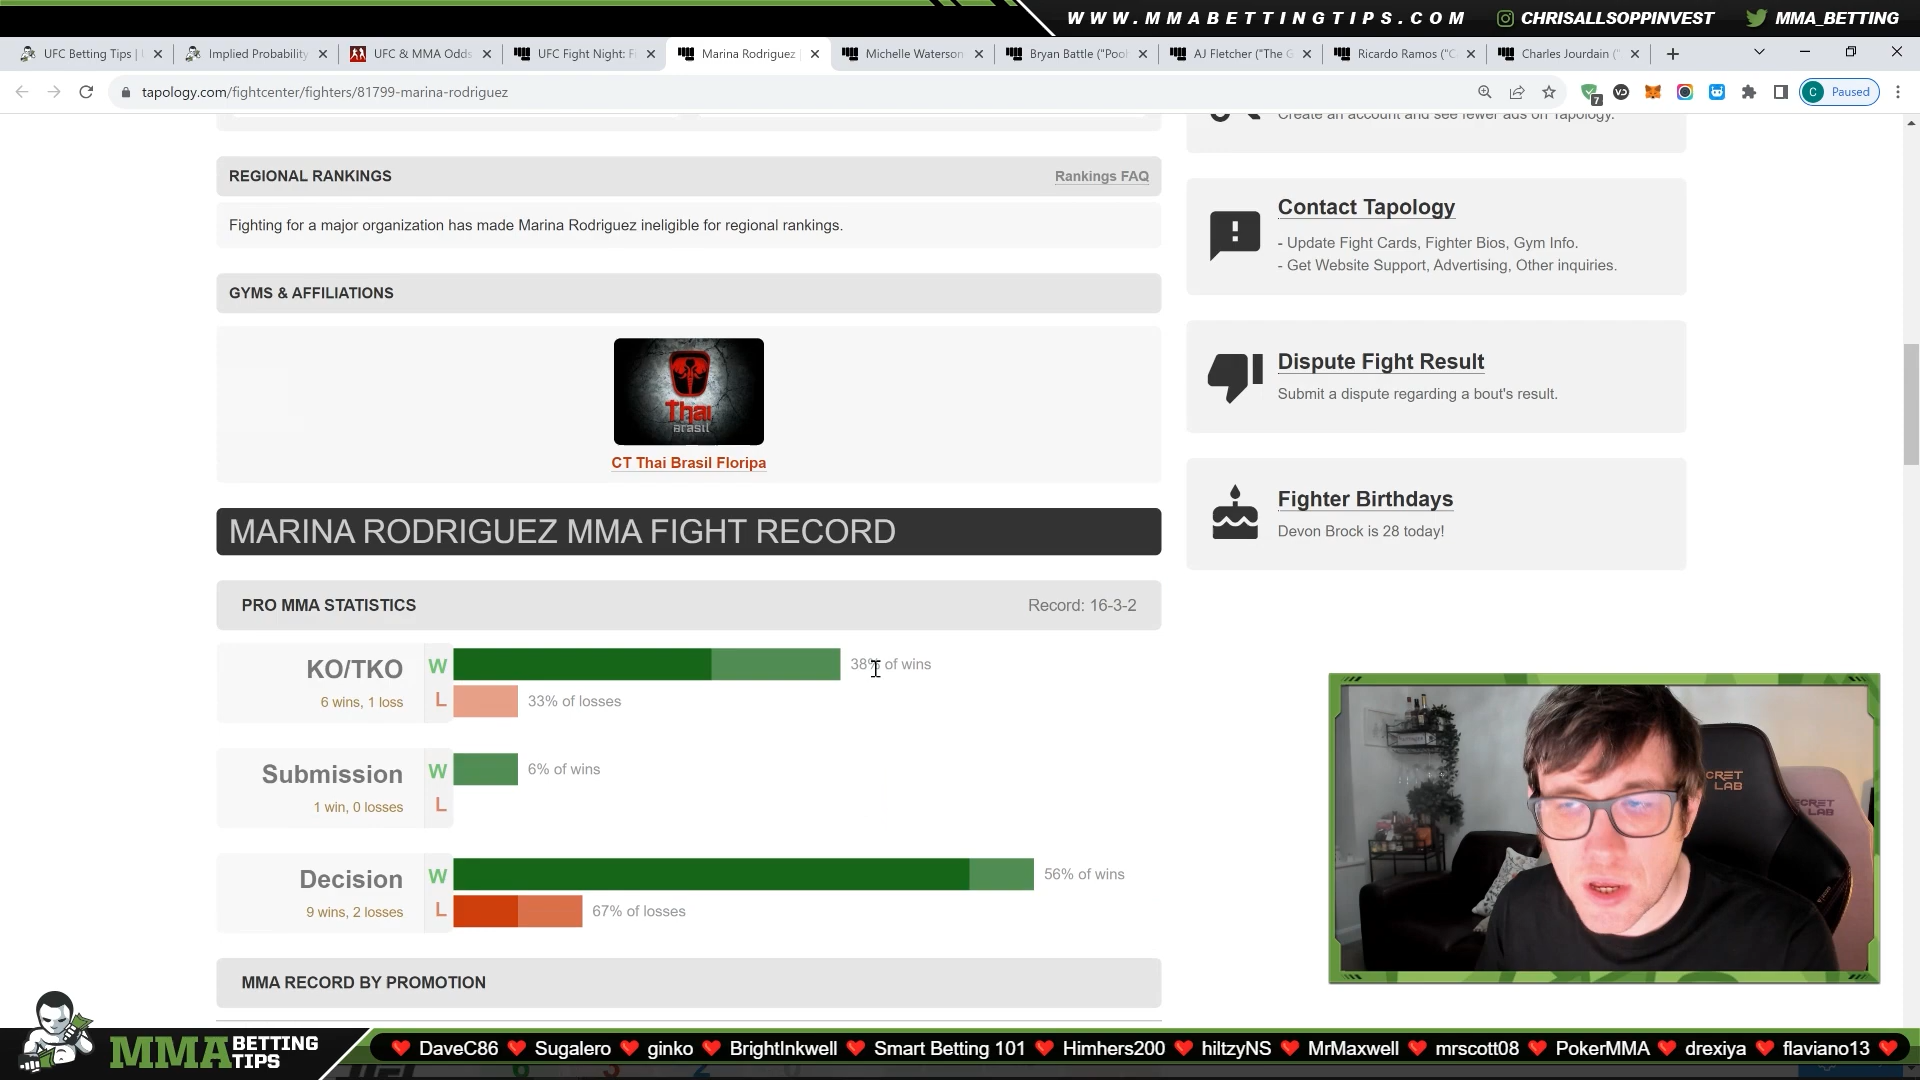 WWW.MMABETTINGTIPS.COM
CHRISALLSOPPINVEST
MMA_BETTING
UFC Betting Tips |
Implied Probability
UFC & MMA Odds
UFC Fight Night: F
Marina Rodriguez |
Michelle Waterson
Bryan Battle ("Pool
AJ Fletcher ("The G
Ricardo Ramos ("C
Charles Jourdain ("
tapology.com/fightcenter/fighters/81799-marina-rodriguez
7
C Paused
Create an account and see fewer ads on Tapology.
REGIONAL RANKINGS
Rankings FAQ
Fighting for a major organization has made Marina Rodriguez ineligible for regional rankings.
Contact Tapology
- Update Fight Cards, Fighter Bios, Gym Info.
- Get Website Support, Advertising, Other inquiries.
GYMS & AFFILIATIONS
Thai
BRASIL
CT Thai Brasil Floripa
Dispute Fight Result
Submit a dispute regarding a bout's result.
Fighter Birthdays
Devon Brock is 28 today!
MARINA RODRIGUEZ MMA FIGHT RECORD
PRO MMA STATISTICS
Record: 16-3-2
KO/TKO
6 wins, 1 loss
W
38% of wins
L
33% of losses
Submission
1 win, 0 losses
W
6% of wins
L
Decision
9 wins, 2 losses
W
56% of wins
L
67% of losses
MMA RECORD BY PROMOTION
CRET
LAB
ECRET
LAB
MMA BETTING TIPS
DaveC86 Sugalero ginko BrightInkwell Smart Betting 101 Himhers200 hiltzyNS MrMaxwell mrscott08 PokerMMA drexiya flaviano13